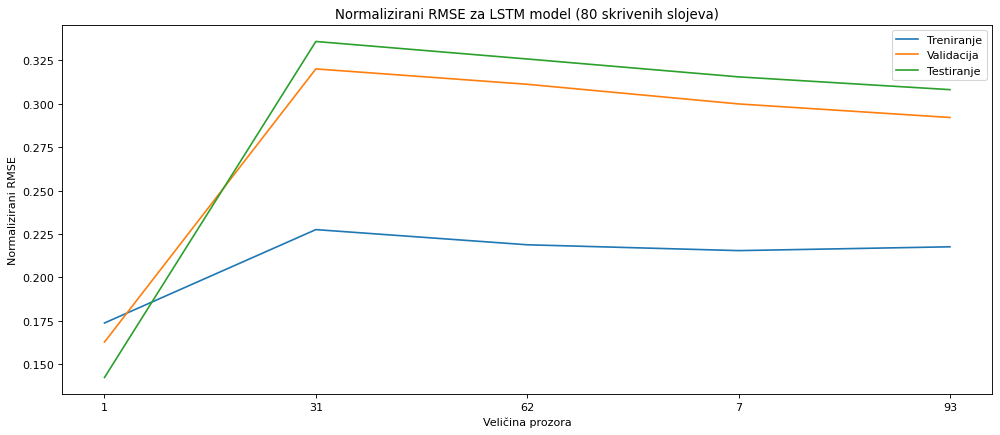 Normalizirani RMSE za LSTM model (80 skrivenih slojeva)
Treniranje
Validacija
Testiranje
Normalizirani RMSE
0.325
0.300
0.275
0.250
0.225
0.200
0.175
0.150
1 31 62 7 93
Veličina prozora